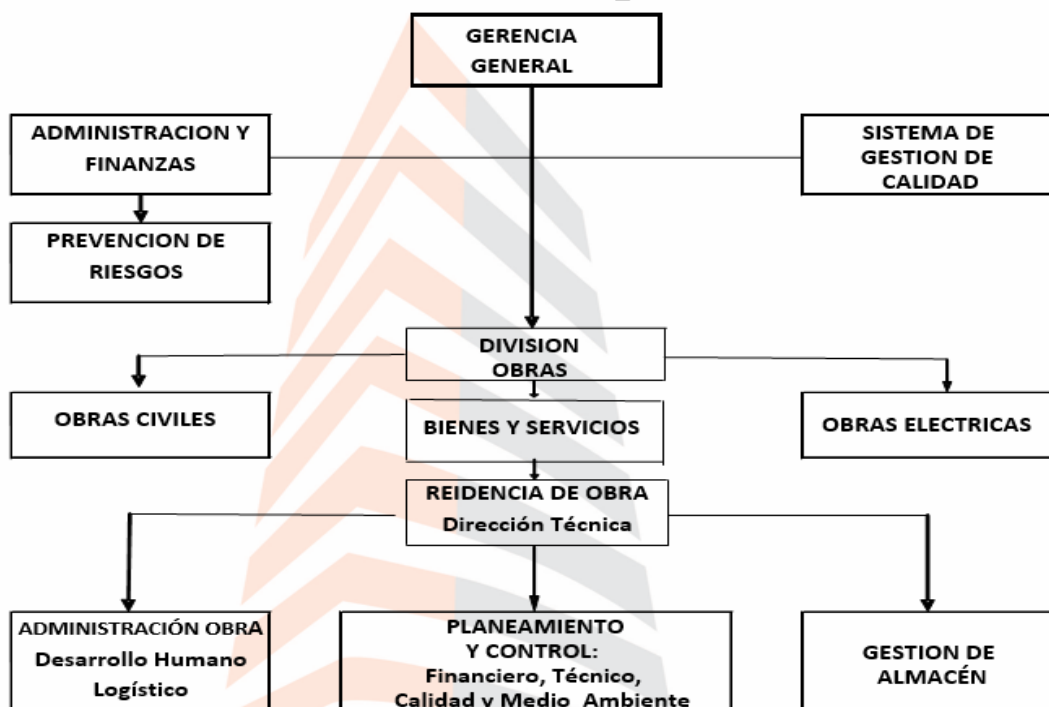 GERENCIA
GENERAL
ADMINISTRACION Y
FINANZAS
SISTEMA DE
GESTION DE
CALIDAD
PREVENCION DE
RIESGOS
DIVISION
OBRAS
OBRAS CIVILES
BIENES Y SERVICIOS
OBRAS ELECTRICAS
REIDENCIA DE OBRA
Dirección Técnica
ADMINISTRACIÓN OBRA
Desarrollo Humano
Logístico
PLANEAMIENTO
Y CONTROL:
Financiero, Técnico,
Calidad y Medio Ambiente
GESTION DE
ALMACÉN